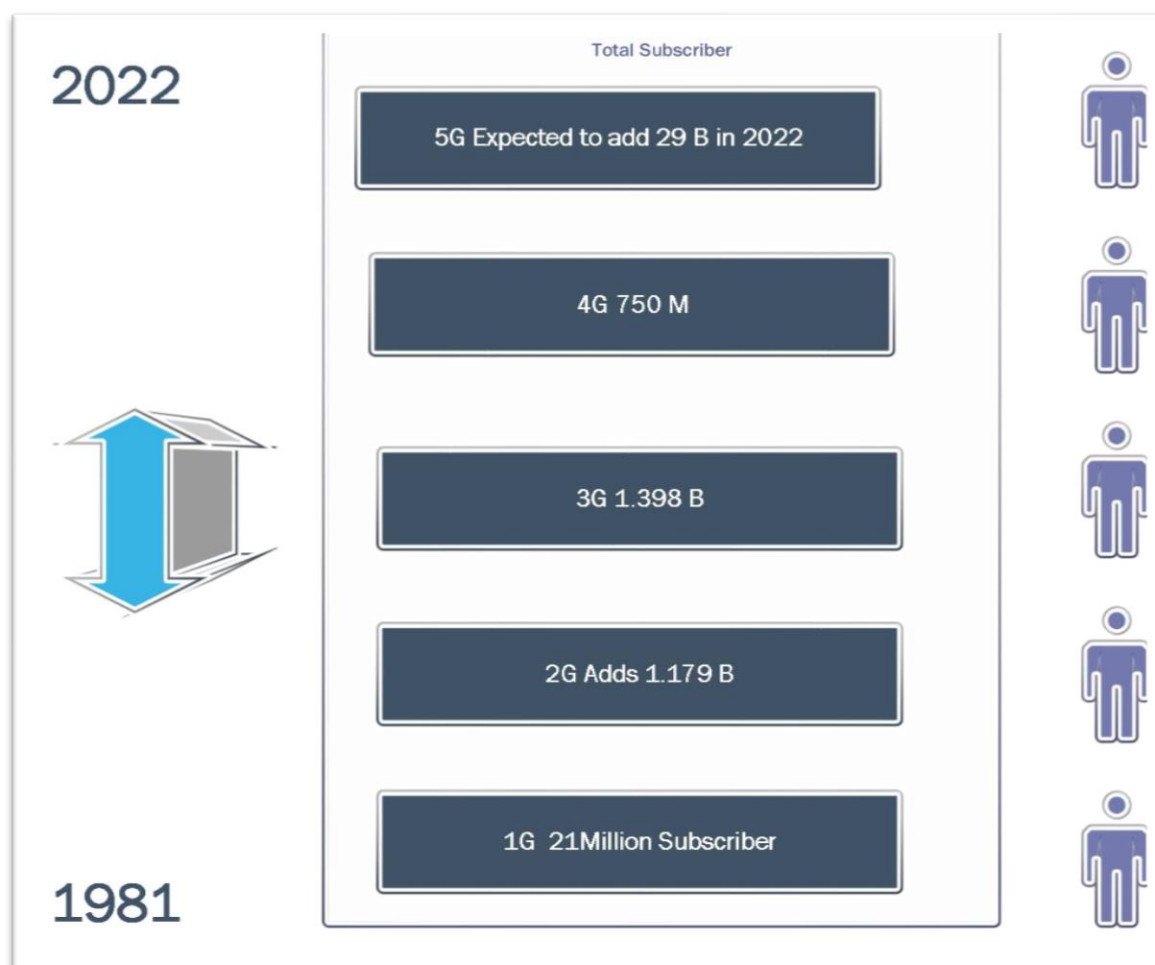 2022
Total Subscriber
5G Expected to add 29 B in 2022
4G 750 M
3G 1.398 B
2G Adds 1.179 B
1G 21Million Subscriber
1981